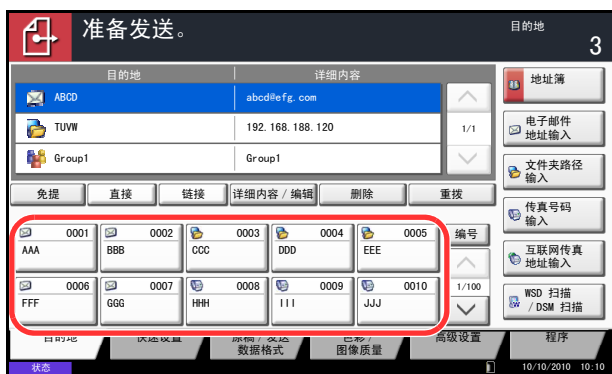 准备发送。
目的地
3
目的地 详细内容
ABCD abcd@efg.com
TUVW 192.168.188.120
Group1 Group1
1/1
免提 直接 链接 详细内容/编辑 删除 重拨
0001 0002 0003 0004 0005
AAA BBB CCC DDD EEE
0006 0007 0008 0009 0010
FFF GGG HHH III JJJ
编号
1/100
地址簿
电子邮件
地址输入
文件夹路径
输入
传真号码
输入
互联网传真
地址输入
WSD 扫描
/DSM 扫描
目的地 快速设置 原稿/发送
数据格式 色彩/
图像质量 高级设置 程序
状态 10/10/2010 10:10